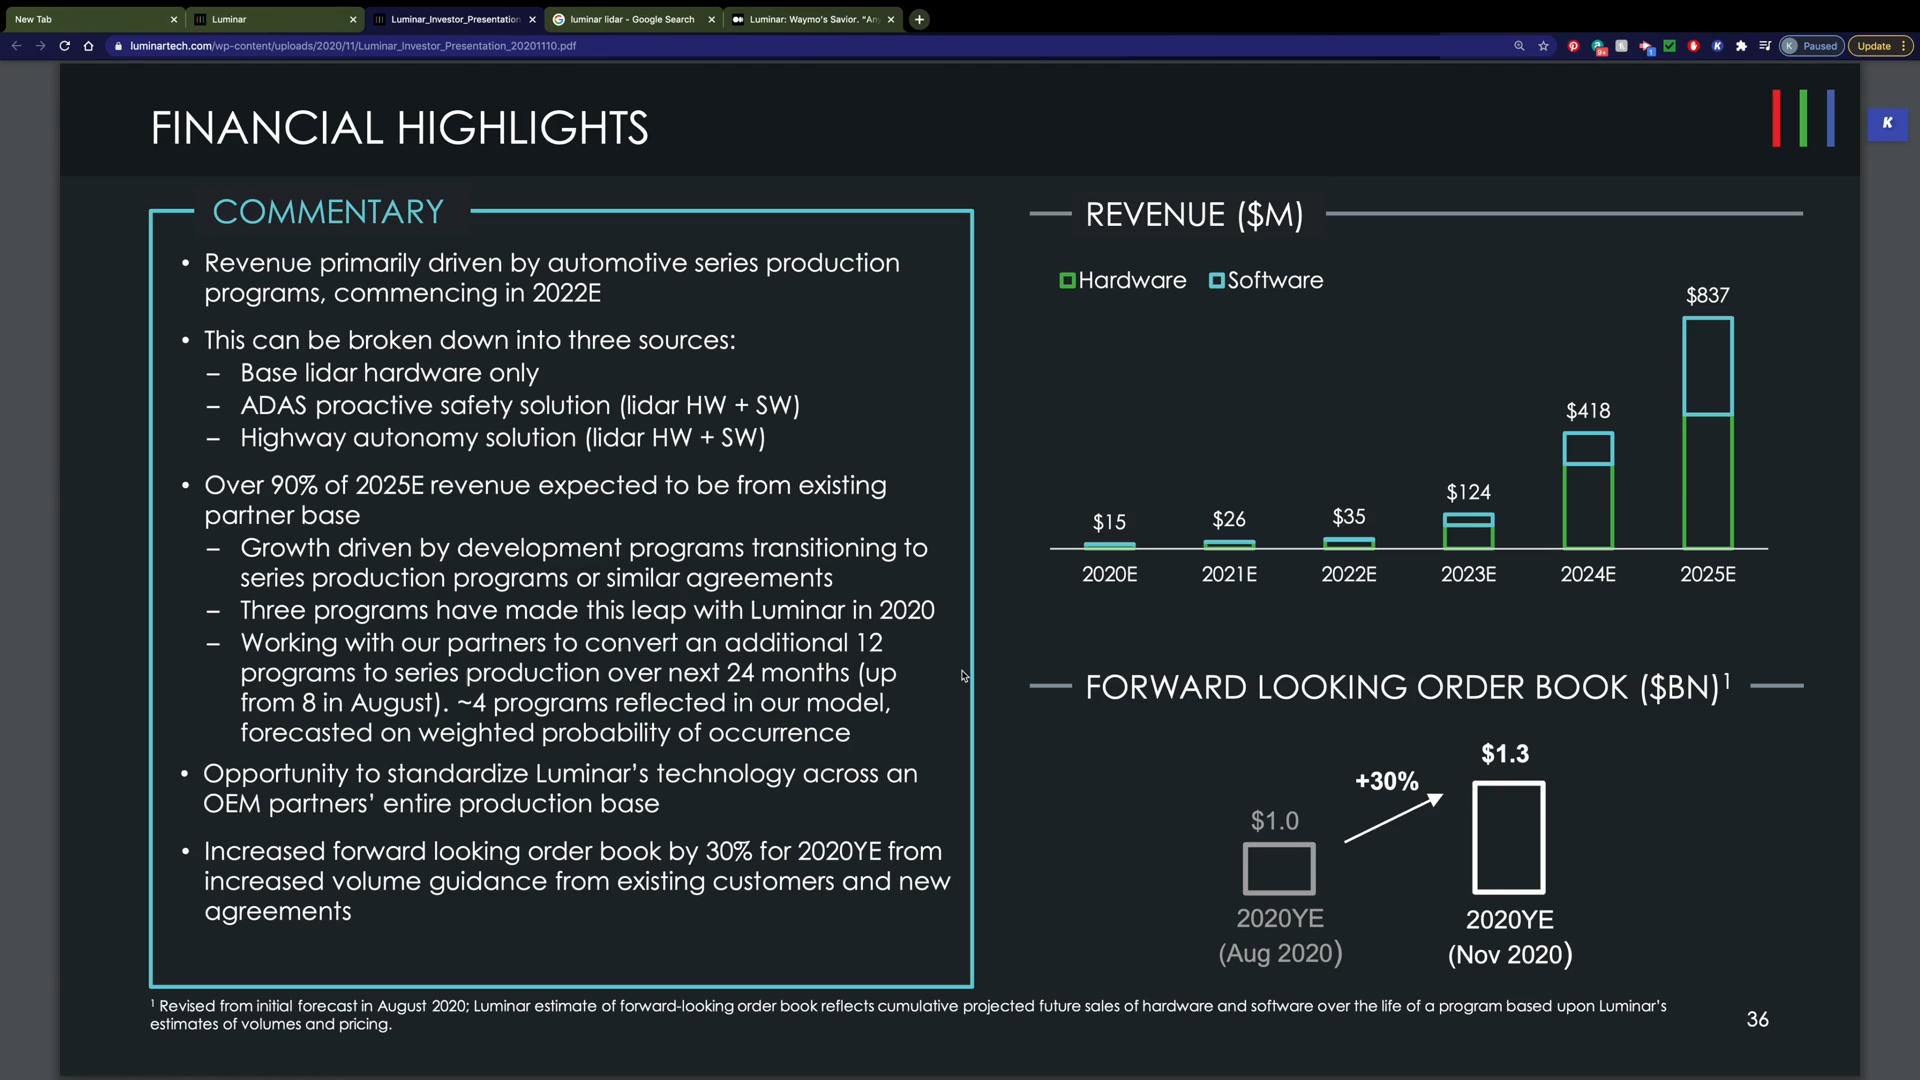 New Tab
Luminar
Luminar_Investor_Presentation
luminar lidar - Google Search
Luminar: Waymo's Savior. "Any
luminartech.com/wp-content/uploads/2020/11/Luminar_Investor_Presentation_20201110.pdf
9+
1
K
K
Paused
Update
FINANCIAL HIGHLIGHTS
K
COMMENTARY
• Revenue primarily driven by automotive series production
programs, commencing in 2022E
• This can be broken down into three sources:
– Base lidar hardware only
– ADAS proactive safety solution (lidar HW + SW)
– Highway autonomy solution (lidar HW + SW)
• Over 90% of 2025E revenue expected to be from existing
partner base
– Growth driven by development programs transitioning to
series production programs or similar agreements
– Three programs have made this leap with Luminar in 2020
– Working with our partners to convert an additional 12
programs to series production over next 24 months (up
from 8 in August). ~4 programs reflected in our model,
forecasted on weighted probability of occurrence
• Opportunity to standardize Luminar's technology across an
OEM partners' entire production base
• Increased forward looking order book by 30% for 2020YE from
increased volume guidance from existing customers and new
agreements
REVENUE ($M)
Hardware Software
$837
$418
$124
$15 $26 $35
2020E 2021E 2022E 2023E 2024E 2025E
FORWARD LOOKING ORDER BOOK ($BN)1
$1.3
+30%
$1.0
2020YE
(Aug 2020)
2020YE
(Nov 2020)
1 Revised from initial forecast in August 2020; Luminar estimate of forward-looking order book reflects cumulative projected future sales of hardware and software over the life of a program based upon Luminar's
estimates of volumes and pricing.
36